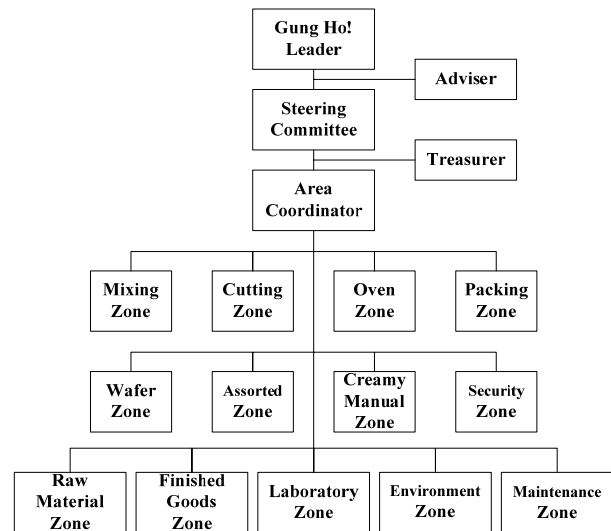 Gung Ho!
Leader
Adviser
Steering
Committee
Treasurer
Area
Coordinator
Mixing
Zone
Cutting
Zone
Oven
Zone
Packing
Zone
Wafer
Zone
Assorted
Zone
Creamy
Manual
Zone
Security
Zone
Raw
Material
Zone
Finished
Goods
Zone
Laboratory
Zone
Environment
Zone
Maintenance
Zone